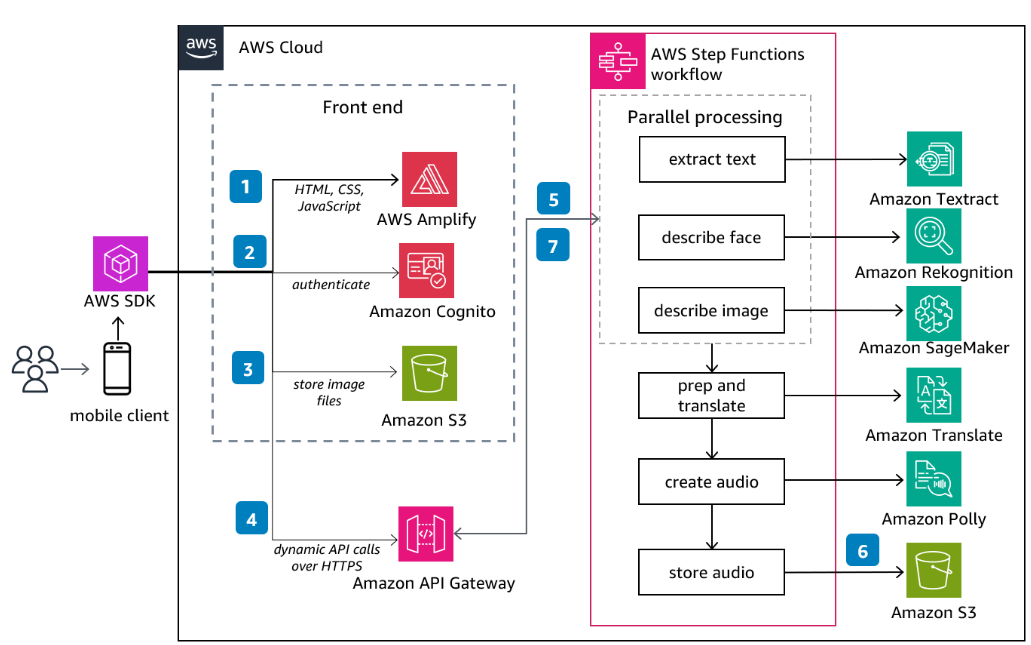 aws
AWS Cloud
AWS Step Functions
workflow
Front end
Parallel processing
1
HTML, CSS,
JavaScript
AWS Amplify
2
authenticate
Amazon Cognito
3
store image
files
Amazon S3
4
dynamic API calls
over HTTPS
Amazon API Gateway
AWS SDK
mobile client
5
7
extract text
Amazon Textract
describe face
Amazon Rekognition
describe image
Amazon SageMaker
prep and
translate
A
文
Amazon Translate
create audio
Amazon Polly
store audio
6
Amazon S3